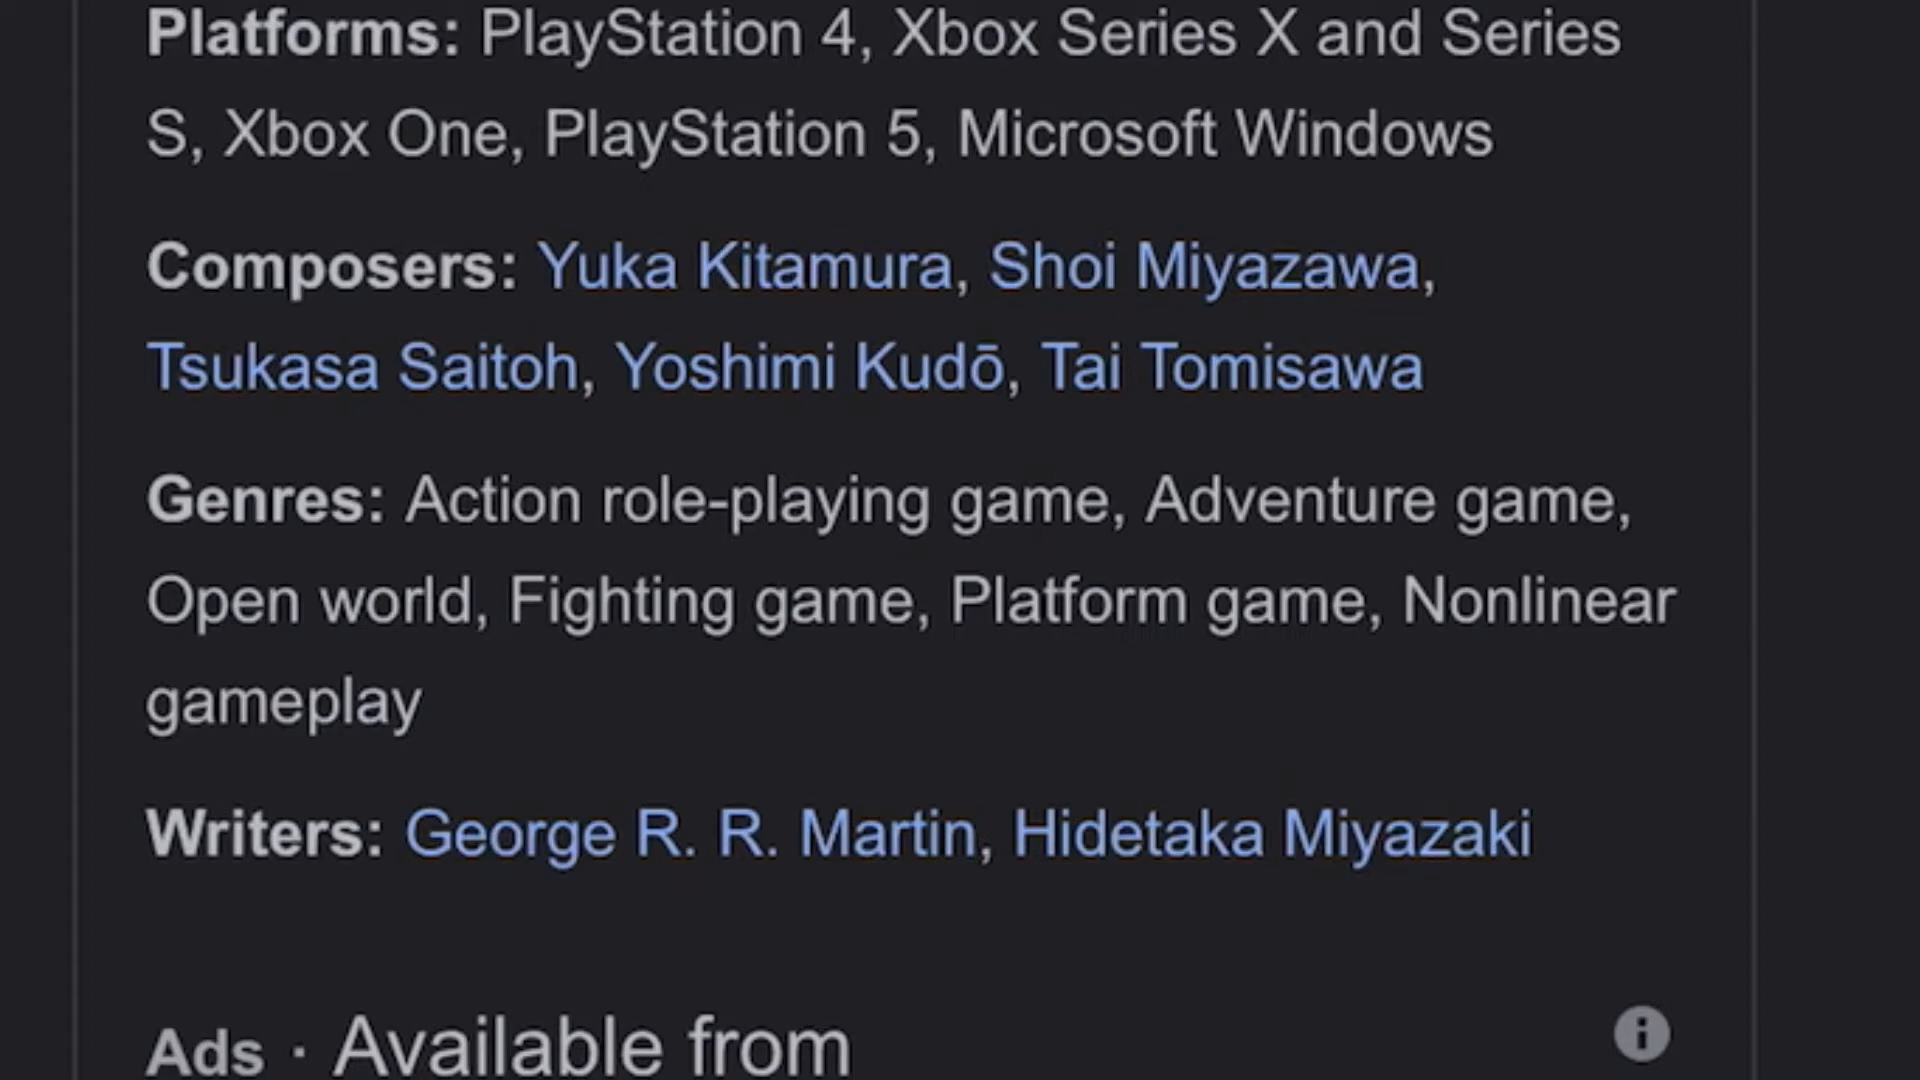 Platforms: PlayStation 4, Xbox Series X and Series
S, Xbox One, PlayStation 5, Microsoft Windows
Composers: Yuka Kitamura, Shoi Miyazawa,
Tsukasa Saitoh, Yoshimi Kudō, Tai Tomisawa
Genres: Action role-playing game, Adventure game,
Open world, Fighting game, Platform game, Nonlinear
gameplay
Writers: George R. R. Martin, Hidetaka Miyazaki
Ads · Available from